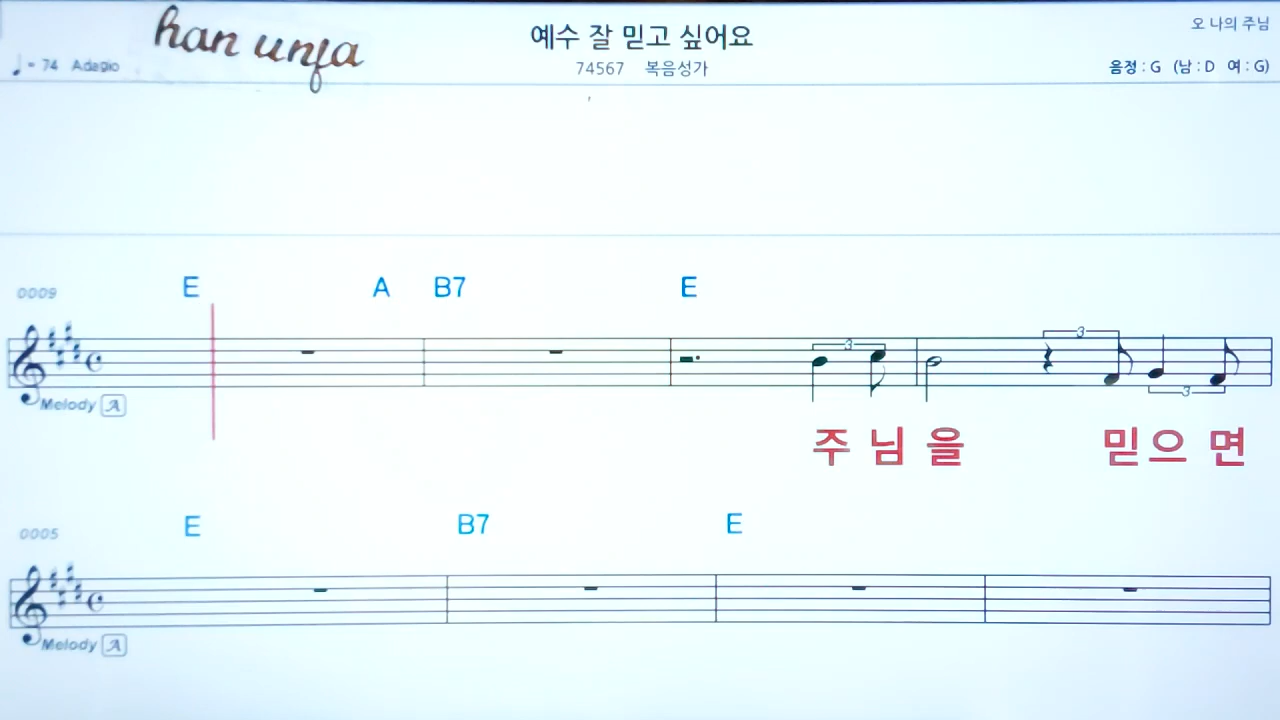 han unfa
예수 잘 믿고 싶어요
오 나의 주님
♩= 74 Adagio
74567 복음성가
음정 : G (남 : D 여 : G)
E A B7 E
0009
3 3
3
Melody A
주 님 을 믿 으 면
E B7 E
0005
Melody A